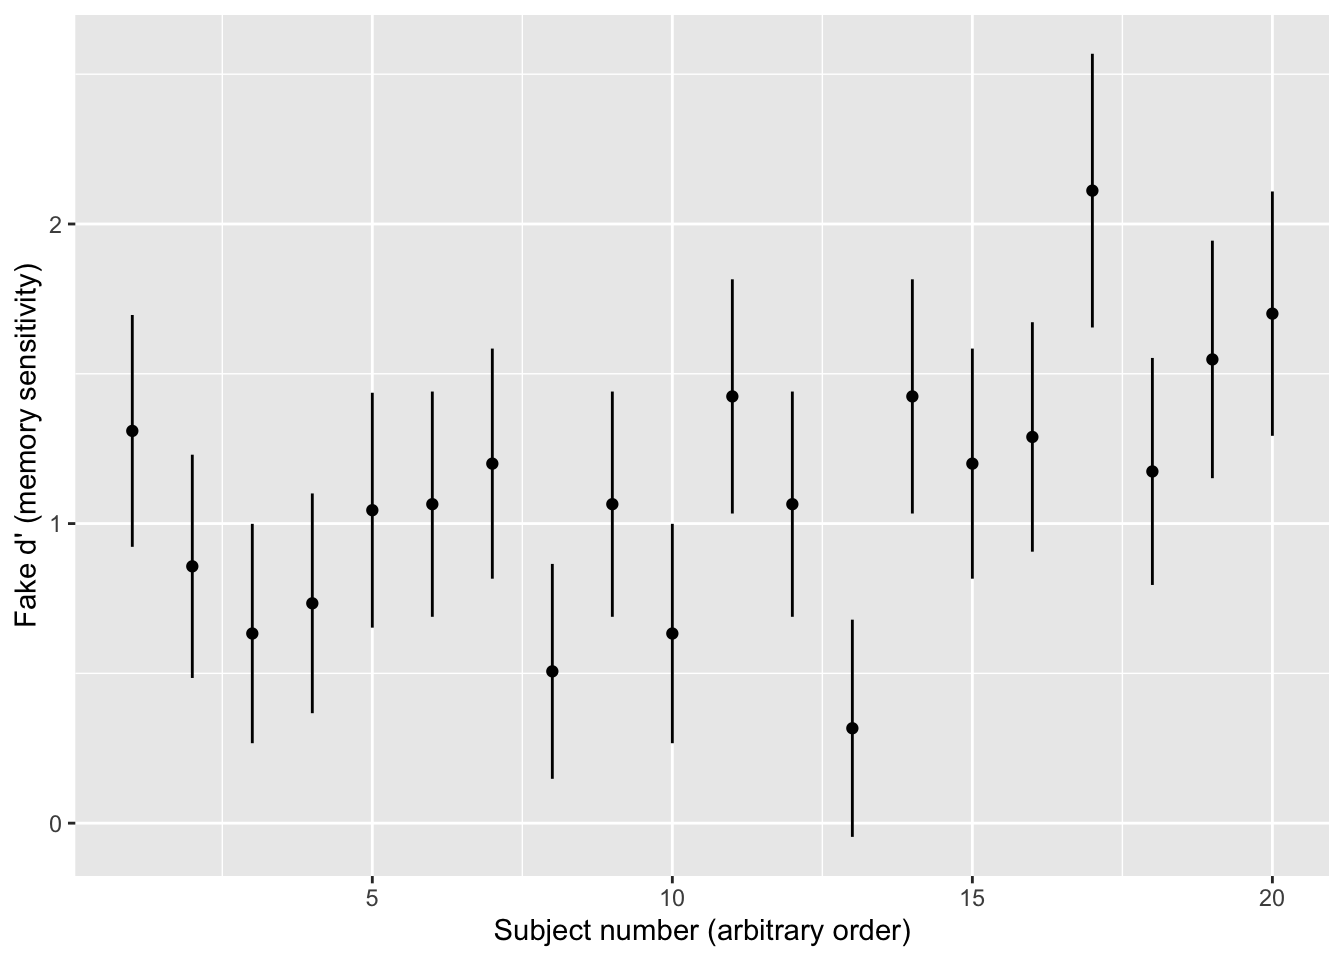 Fake d' (memory sensitivity)
2
1
0
5 10 15 20
Subject number (arbitrary order)